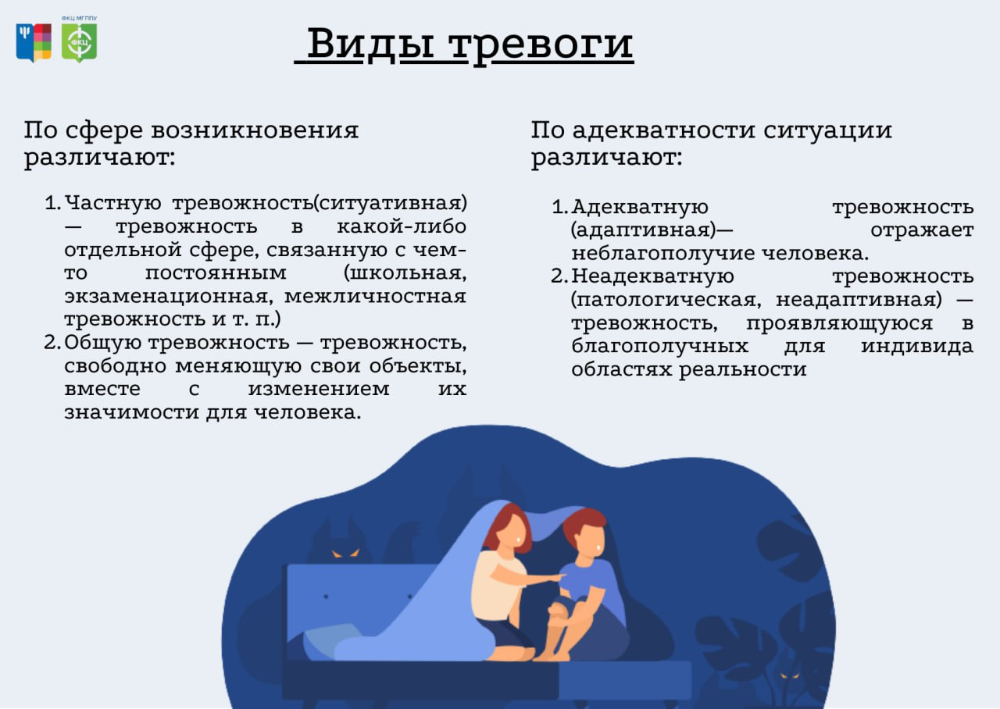 ФКЦ МГППУ
ФКЦ
Виды тревоги
По сфере возникновения
различают:
1. Частную тревожность(ситуативная)
— тревожность в какой-либо
отдельной сфере, связанную с чем-
то постоянным (школьная,
экзаменационная, межличностная
тревожность и т. п.)
2. Общую тревожность — тревожность,
свободно меняющую свои объекты,
вместе с изменением их
значимости для человека.
По адекватности ситуации
различают:
1. Адекватную тревожность
(адаптивная)— отражает
неблагополучие человека.
2. Неадекватную тревожность
(патологическая, неадаптивная) —
тревожность, проявляющуюся в
благополучных для индивида
областях реальности